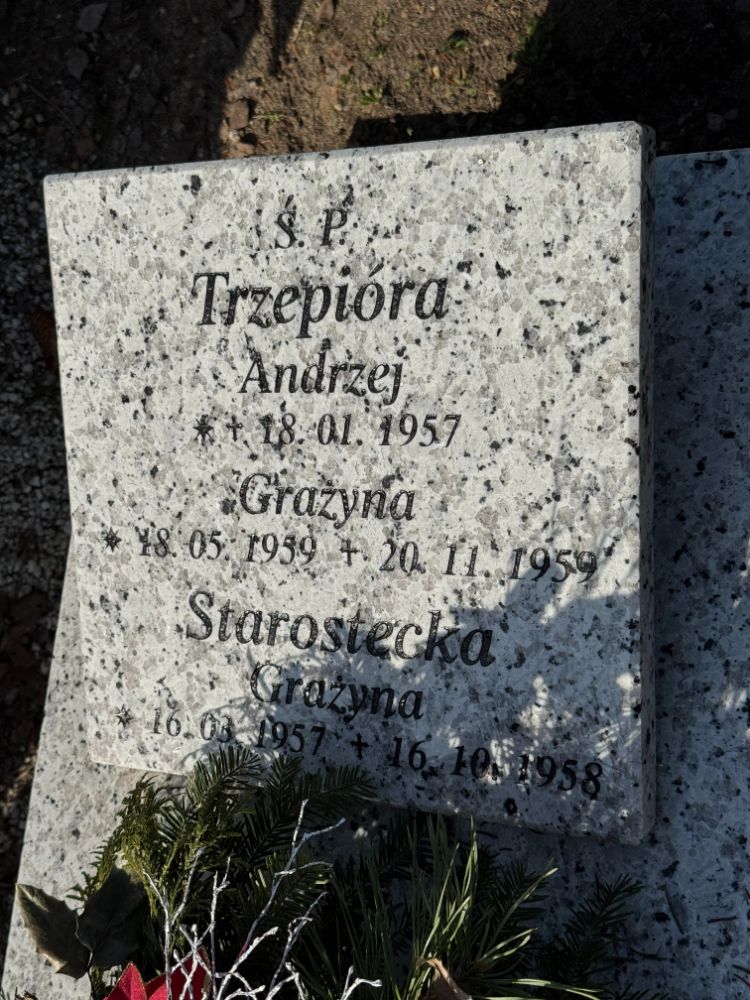 Ś. P.
Trzepióra
Andrzej
* + 18. 01. 1957
Grażyna
* 18. 05. 1959 + 20. 11. 1959
Starostecka
Grażyna
* 16. 03. 1957 + 16. 10. 1958